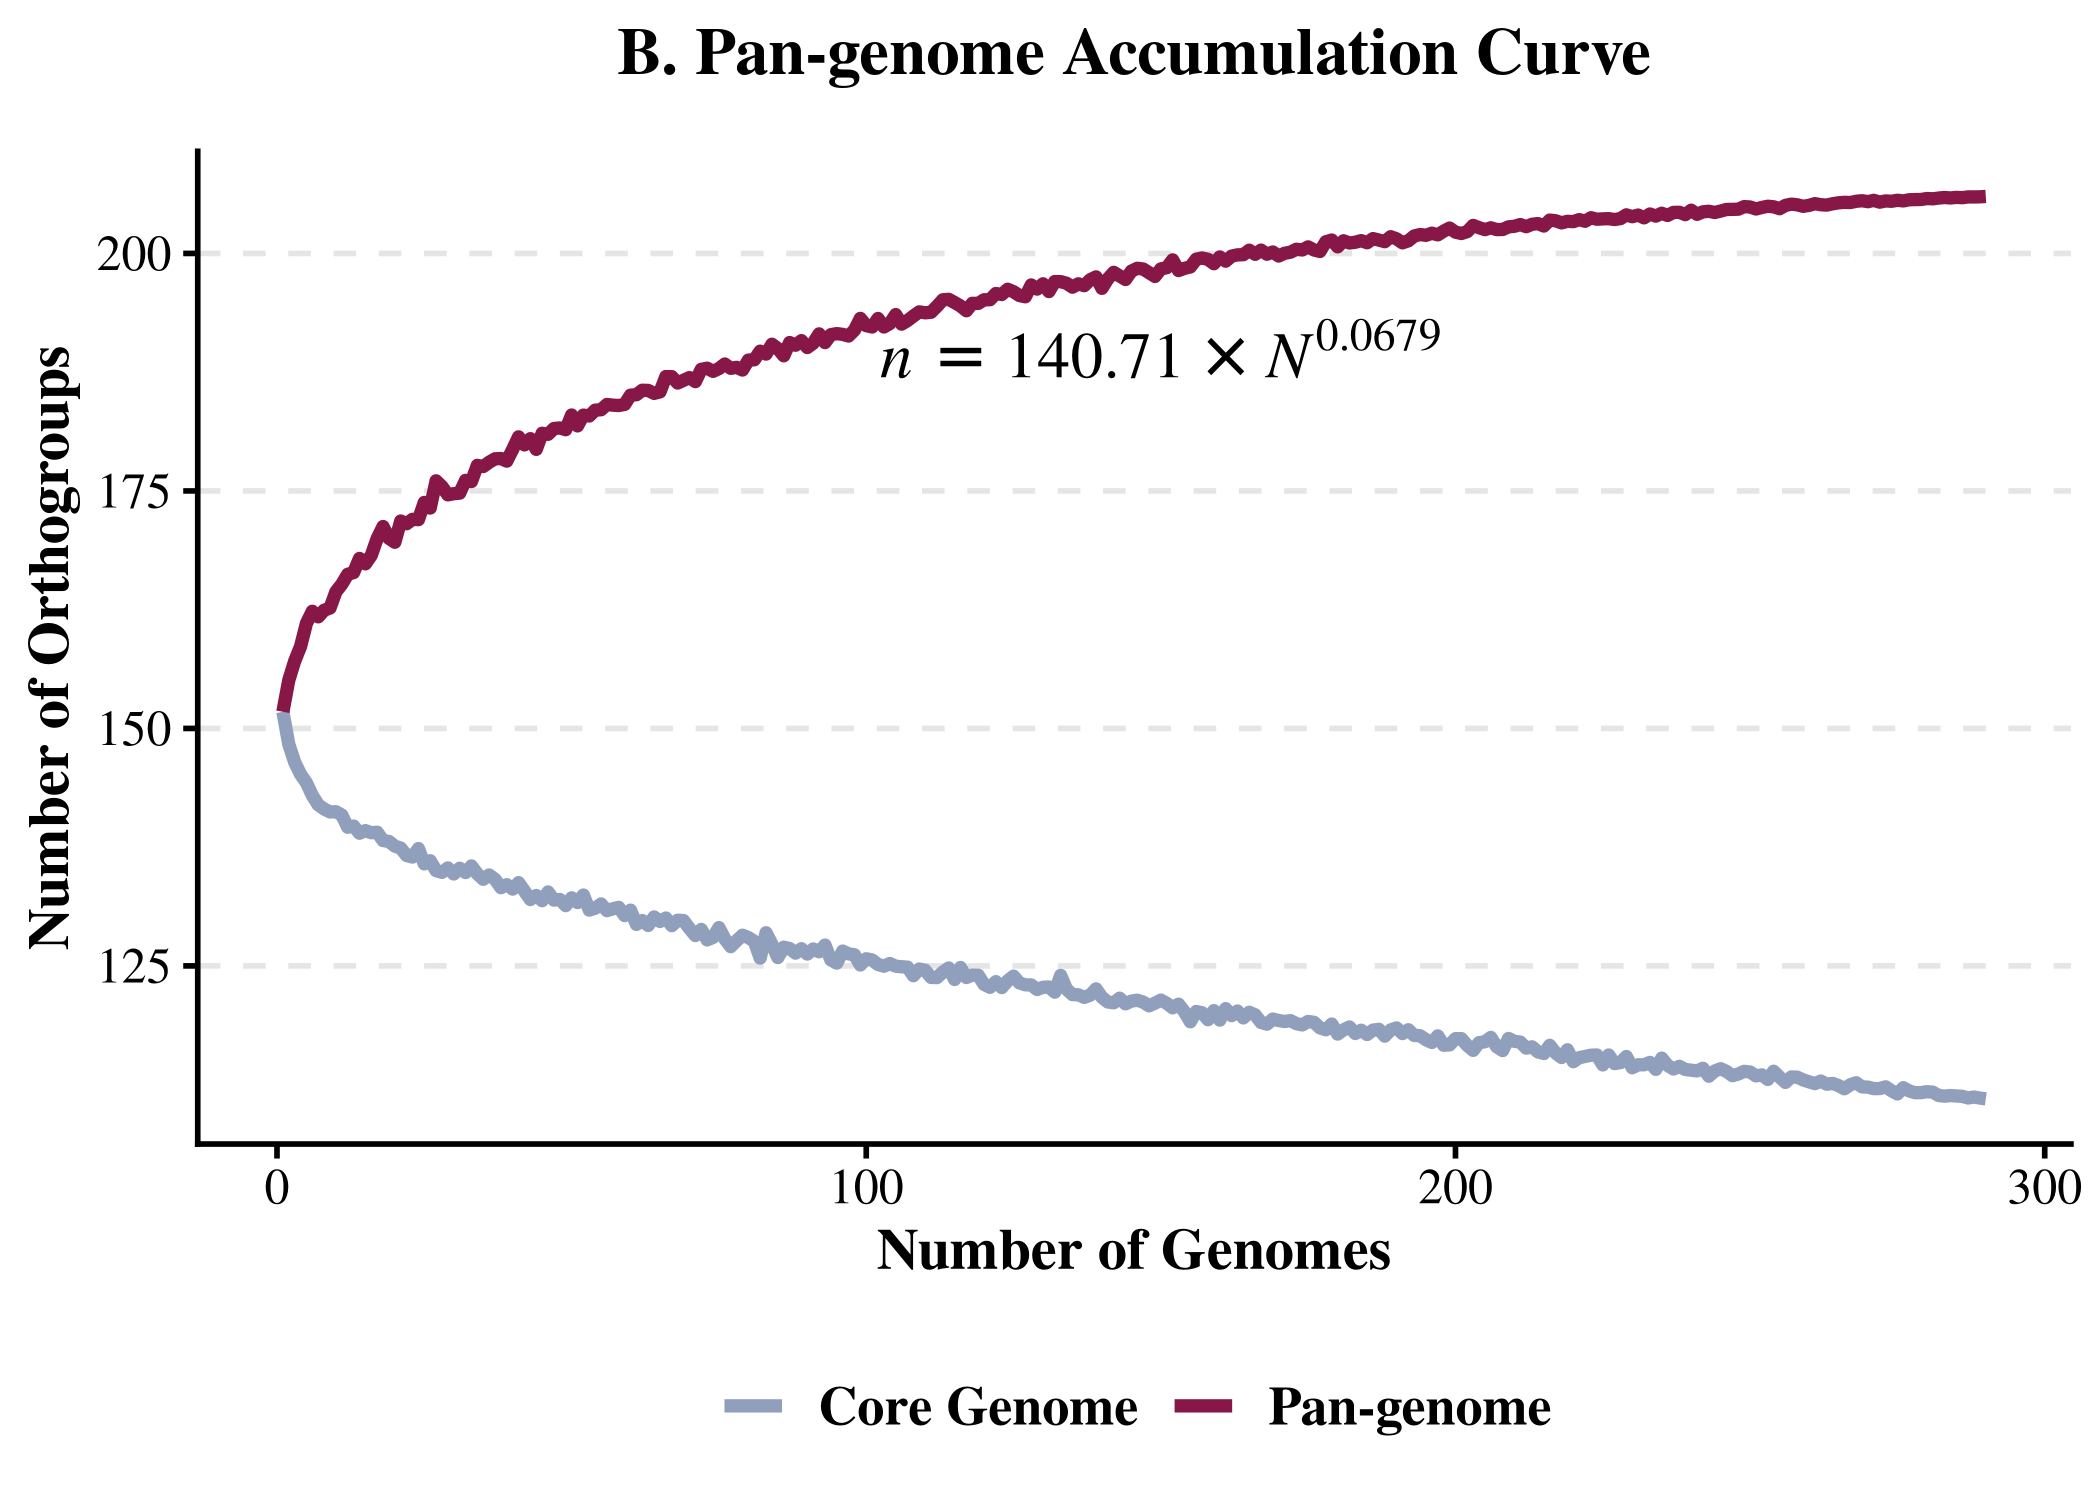 B. Pan-genome Accumulation Curve
Number of Orthogroups
200
175
150
125
n = 140.71 × N^0.0679
0 100 200 300
Number of Genomes
Core Genome Pan-genome